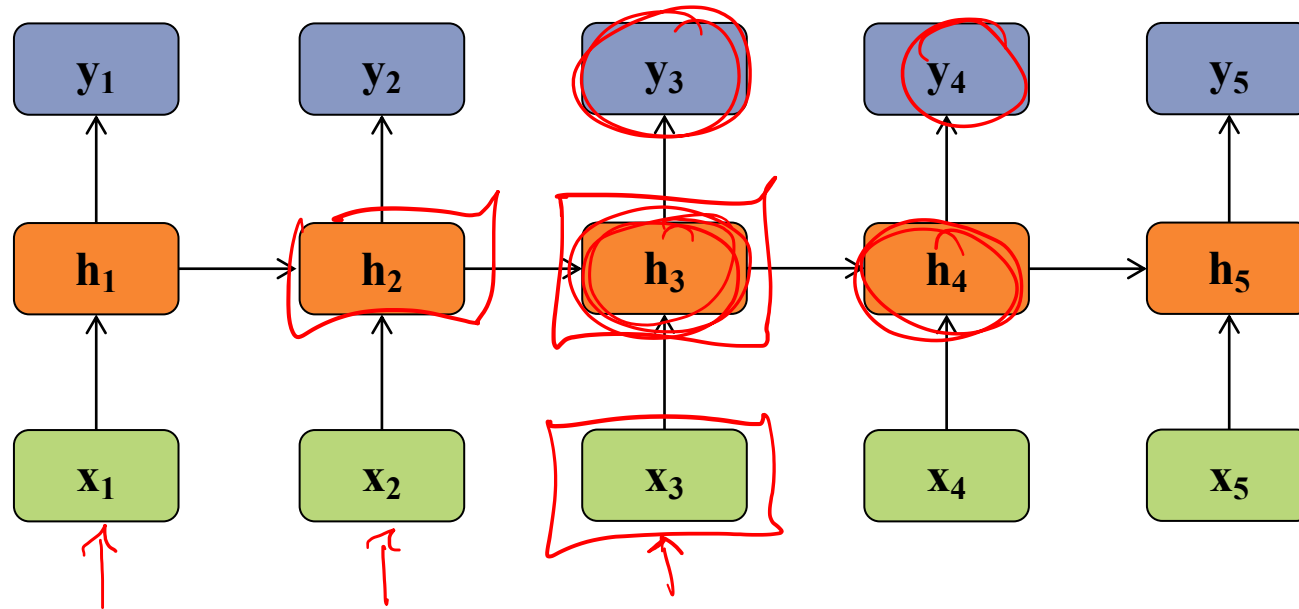 y₁ y₂ y₃ y₄ y₅
h₁ h₂ h₃ h₄ h₅
x₁ x₂ x₃ x₄ x₅